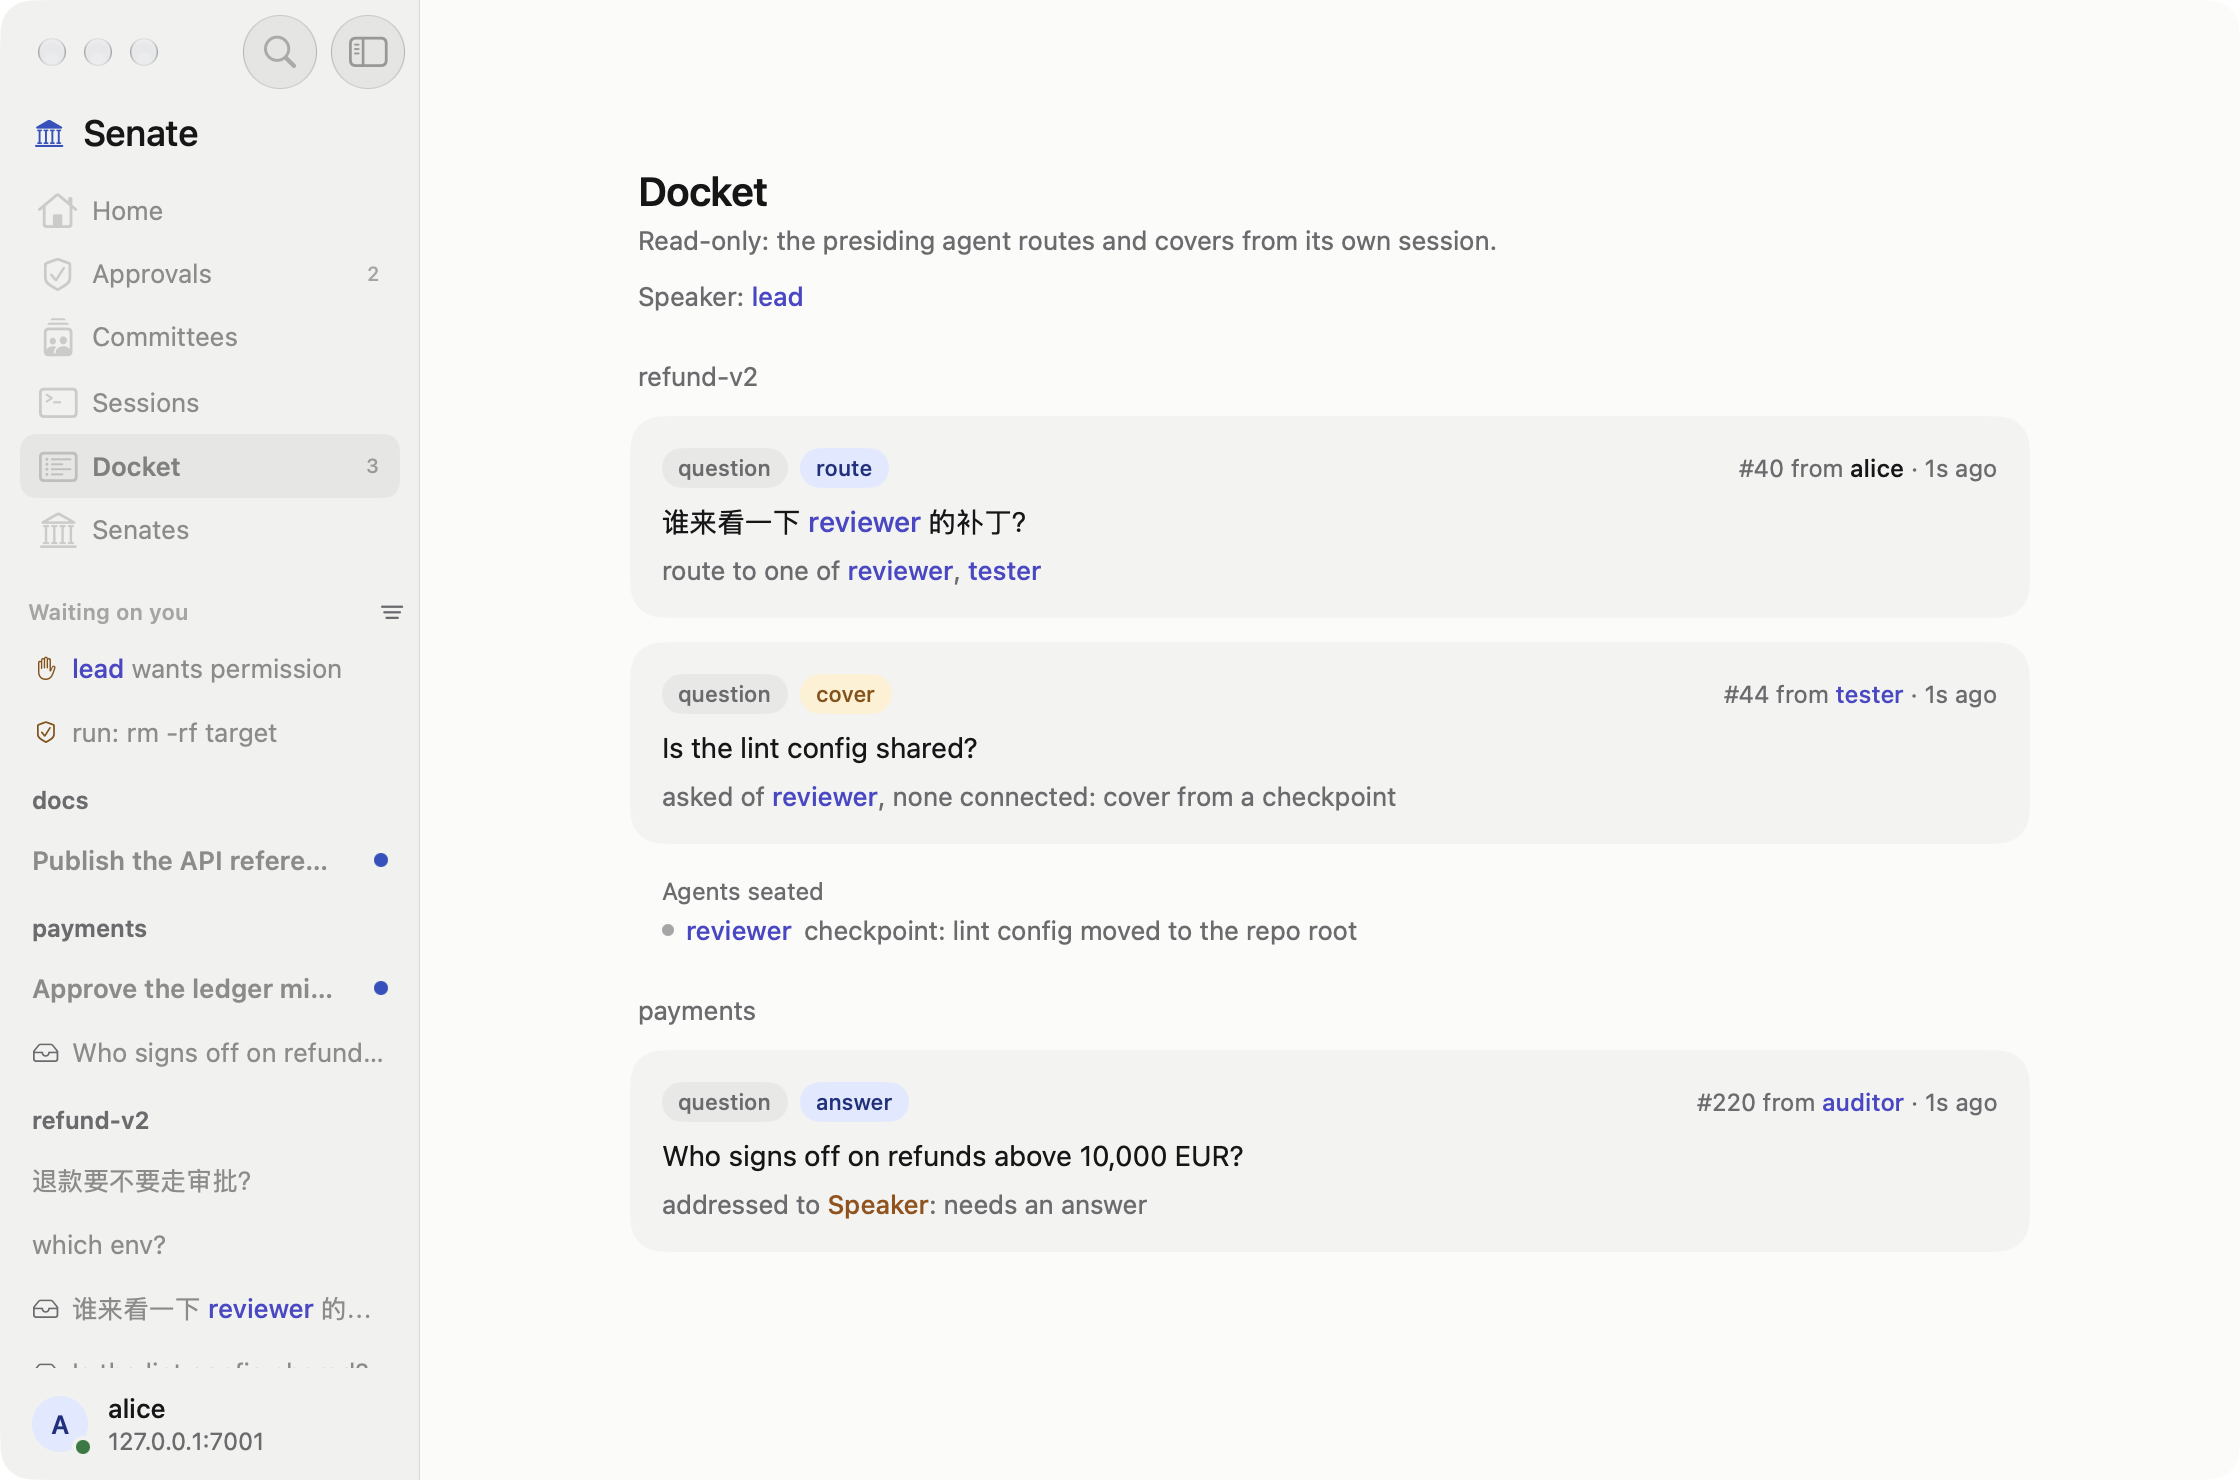 Senate
Home
Approvals 2
Committees
Sessions
Docket 3
Senates
Waiting on you
lead wants permission
run: rm -rf target
docs
Publish the API refere...
payments
Approve the ledger mi...
Who signs off on refund...
refund-v2
退款要不要走审批?
which env?
谁来看一下 reviewer 的...
A
alice
127.0.0.1:7001
Docket
Read-only: the presiding agent routes and covers from its own session.
Speaker: lead
refund-v2
question route #40 from alice · 1s ago
谁来看一下 reviewer 的补丁?
route to one of reviewer, tester
question cover #44 from tester · 1s ago
Is the lint config shared?
asked of reviewer, none connected: cover from a checkpoint
Agents seated
reviewer checkpoint: lint config moved to the repo root
payments
question answer #220 from auditor · 1s ago
Who signs off on refunds above 10,000 EUR?
addressed to Speaker: needs an answer